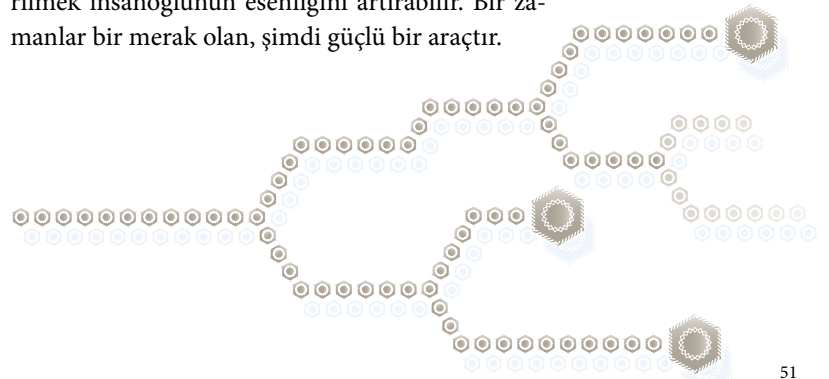 rilmek insanoğlunun esenliğini artırabilir. Bir za-
manlar bir merak olan, şimdi güçlü bir araçtır.
51